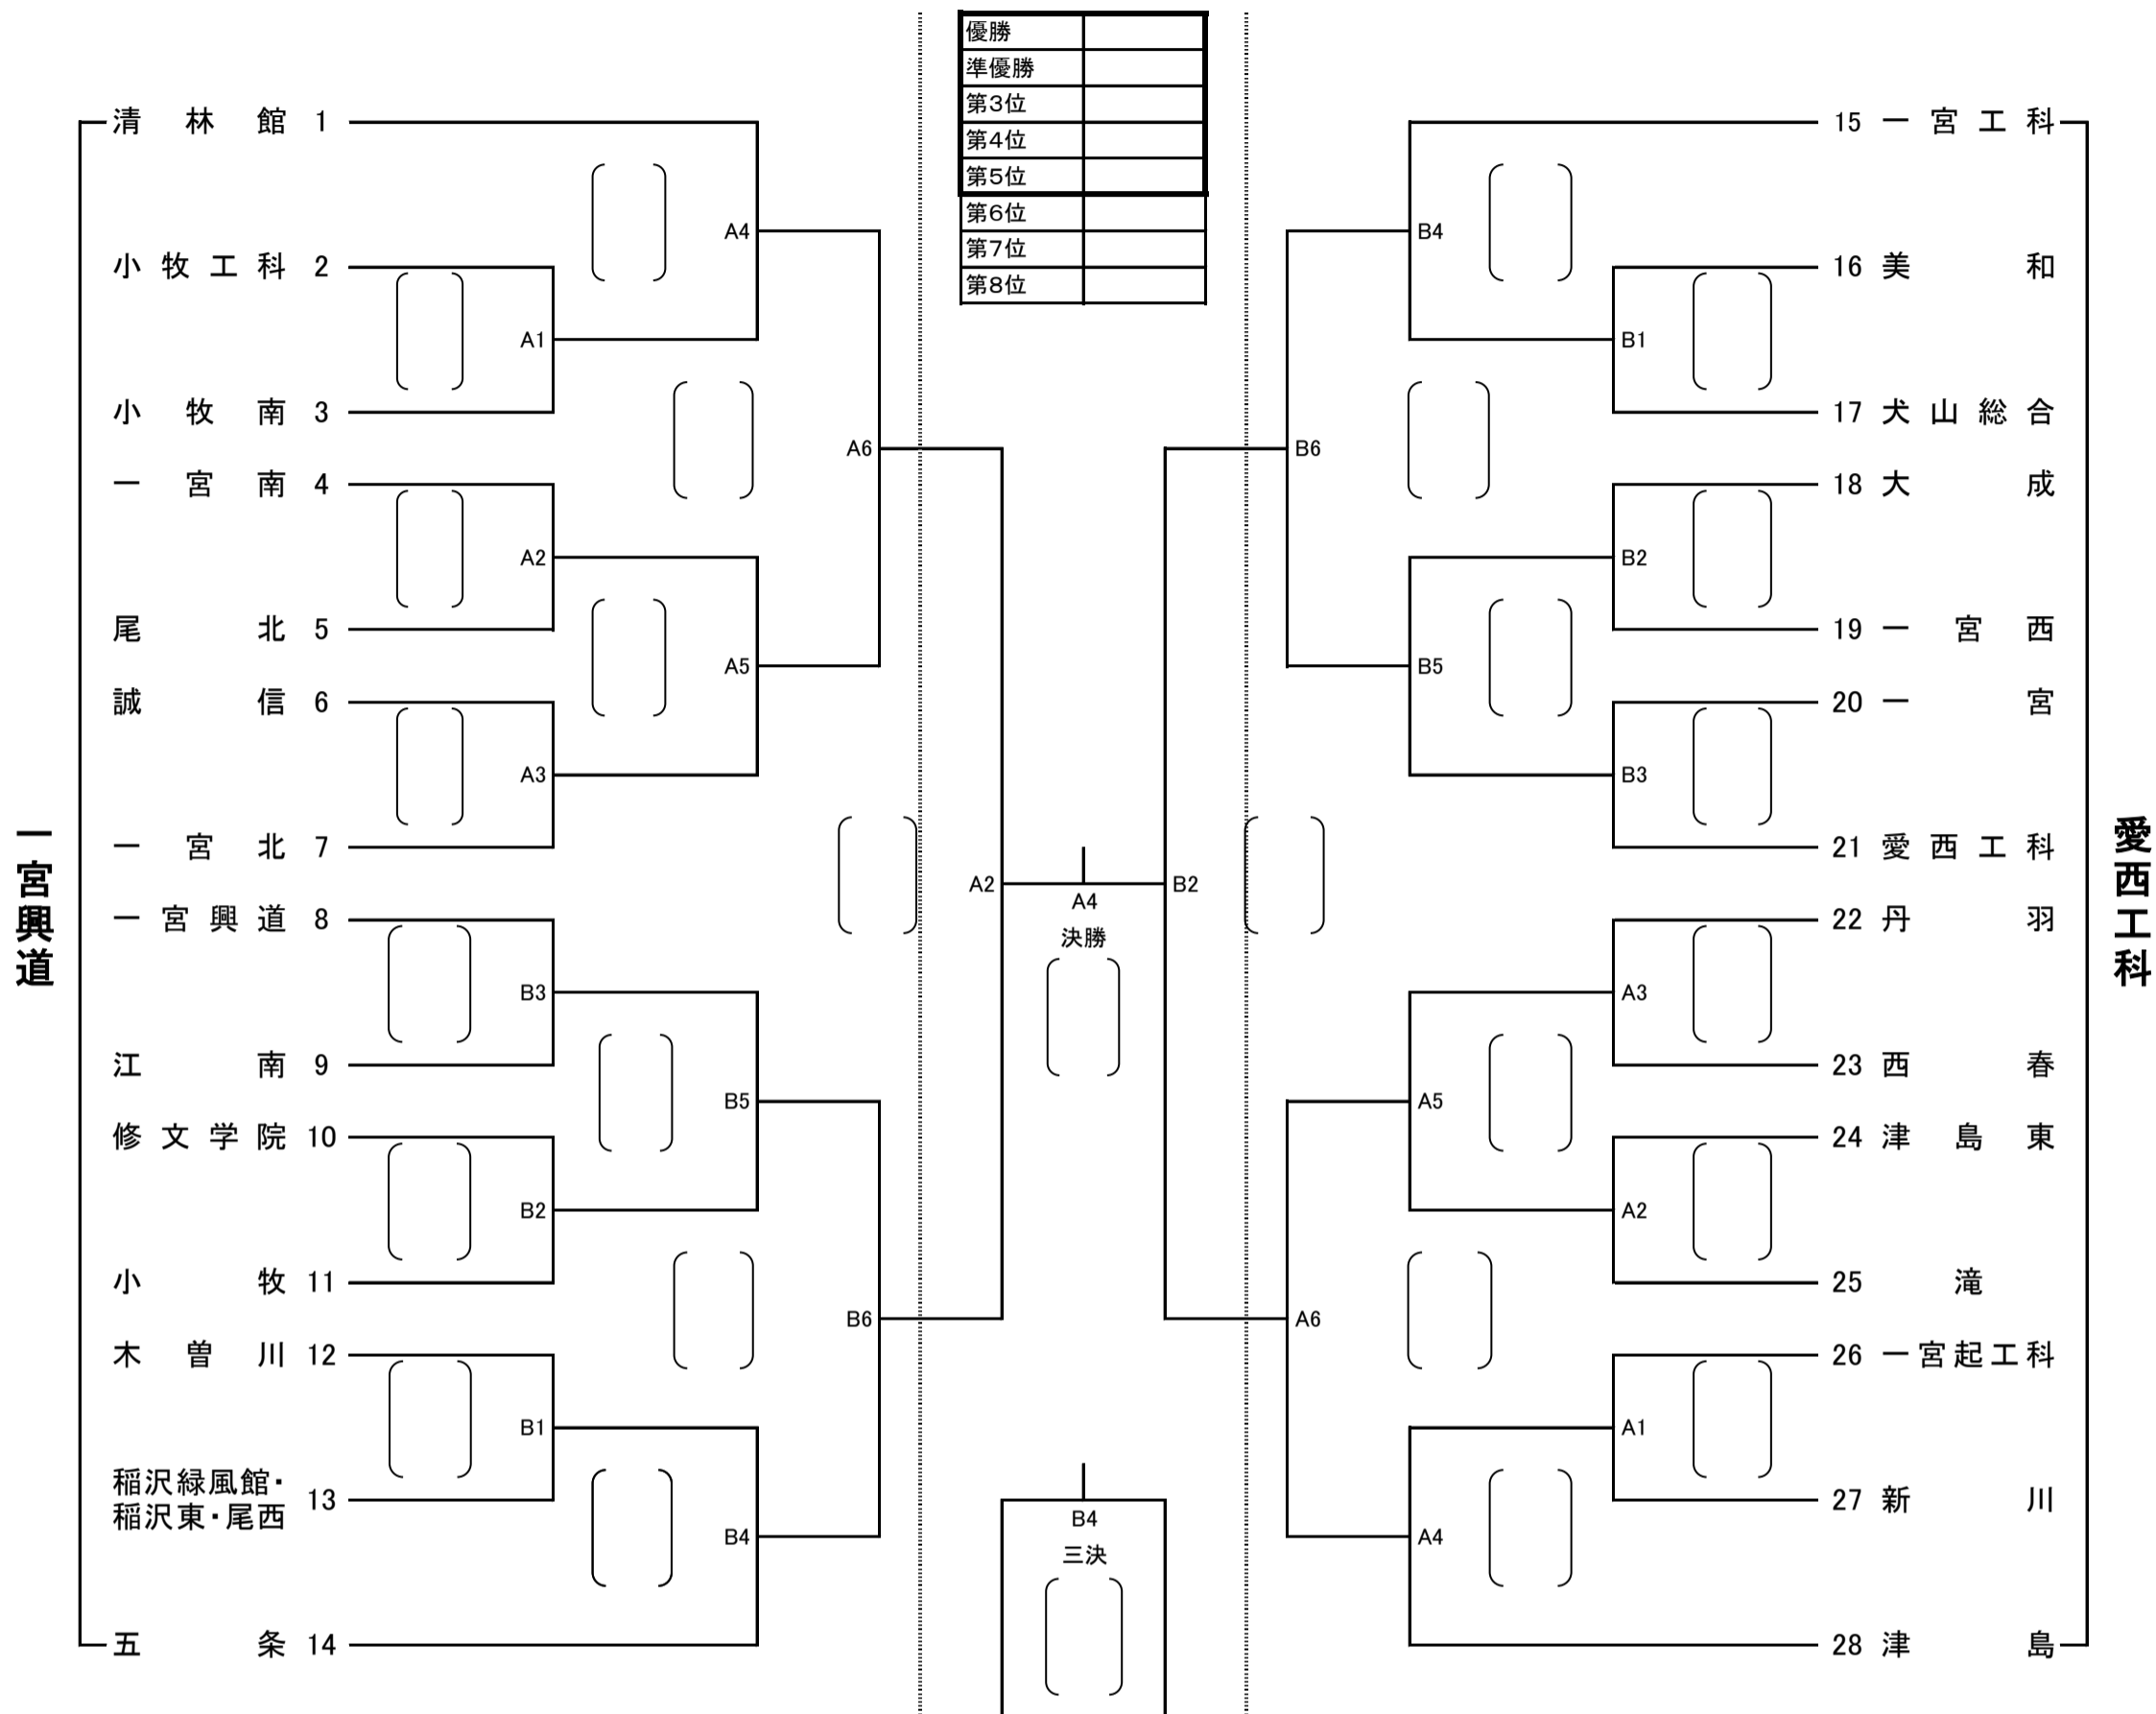 優勝
準優勝
第3位
第4位
第5位
第6位
第7位
第8位
一宮興道
清林館 1
小牧工科 2
小牧南 3
一宮南 4
尾北 5
誠信 6
一宮北 7
一宮興道 8
江南 9
修文学院 10
小牧 11
木曽川 12
稲沢緑風館・
稲沢東・尾西 13
五条 14
A1
A2
A3
B3
B2
B1
A4
A5
B5
B4
A6
B6
A2
A4
決勝
B4
三決
B2
B6
A6
B4
B5
A5
A4
B1
B2
B3
A3
A2
A1
15 一宮工科
16 美和
17 犬山総合
18 大成
19 一宮西
20 一宮
21 愛西工科
22 丹羽
23 西春
24 津島東
25 滝
26 一宮起工科
27 新川
28 津島
愛西工科